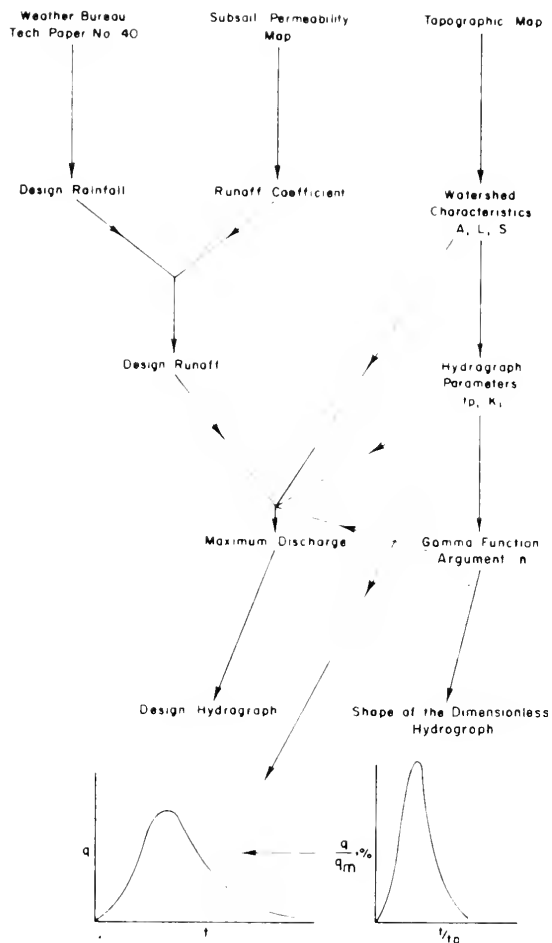 Weather Bureau
Tech Paper No 40
Subsoil Permeability
Map
Topographic Map
Design Rainfall
Runoff Coefficient
Watershed
Characteristics
A, L, S
Design Runoff
Hydrograph
Parameters
tp, K₁
Maximum Discharge
Gamma Function
Argument n
Design Hydrograph
Shape of the Dimensionless
Hydrograph
q
t
q/qm,%
t/tp